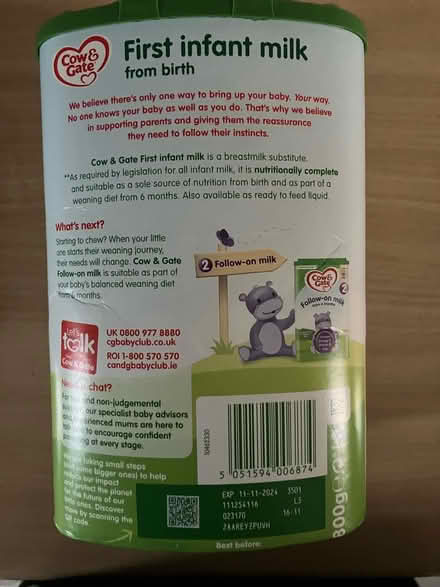 Cow &
Gate
First infant milk
from birth
We believe there's only one way to bring up your baby. Your way.
No one knows your baby as well as you do. That's why we believe
in supporting parents and giving them the reassurance
they need to follow their instincts.
Cow & Gate First infant milk is a breastmilk substitute.
**As required by legislation for all infant milk, it is nutritionally complete
and suitable as a sole source of nutrition from birth and as part of a
weaning diet from 6 months. Also available as ready to feed liquid.
What's next?
Starting to chew? When your little
one starts their weaning journey,
their needs will change. Cow & Gate
Follow-on milk is suitable as part of
your baby's balanced weaning diet
from 6 months.
2 Follow-on milk
Cow &
Gate
2
Follow-on milk
Let's
talk
Cow & Gate
UK 0800 977 8880
cgbabyclub.co.uk
ROI 1-800 570 570
candgbabyclub.ie
chat?
and non-judgemental
our specialist baby advisors
experienced mums are here to
to encourage confident
at every stage.
taking small steps
some bigger ones) to help
our impact
and protect the planet
for the future of our
little ones. Discover
more by scanning the
QR code.
5 051594 006874
EXP 11-11-2024 3501
111254116 L5
023170 16:11
2AAREYZPUVH
800g
Best before: